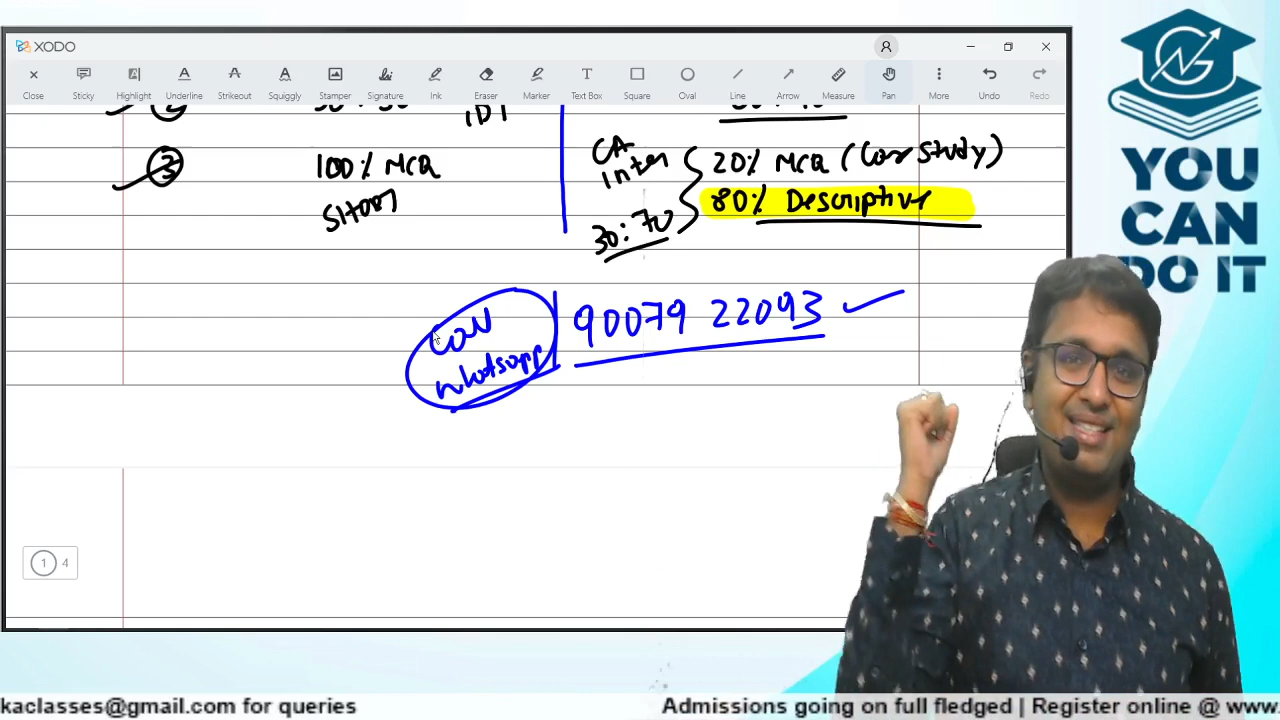 XODO
Close Sticky Highlight Underline Strikeout Squiggly Stamper Signature Ink Eraser Marker Text Box Square Oval Line Arrow Measure Pan More Undo Redo
3 100% MCQ
CA Inter
20% MCQ (Case Study)
80% Descriptive
30:70
Call
Whatsapp
90079 22093
1 4
NG
YOU
CAN
DO IT
kaclasses@gmail.com for queries
Admissions going on full fledged | Register online @ www.